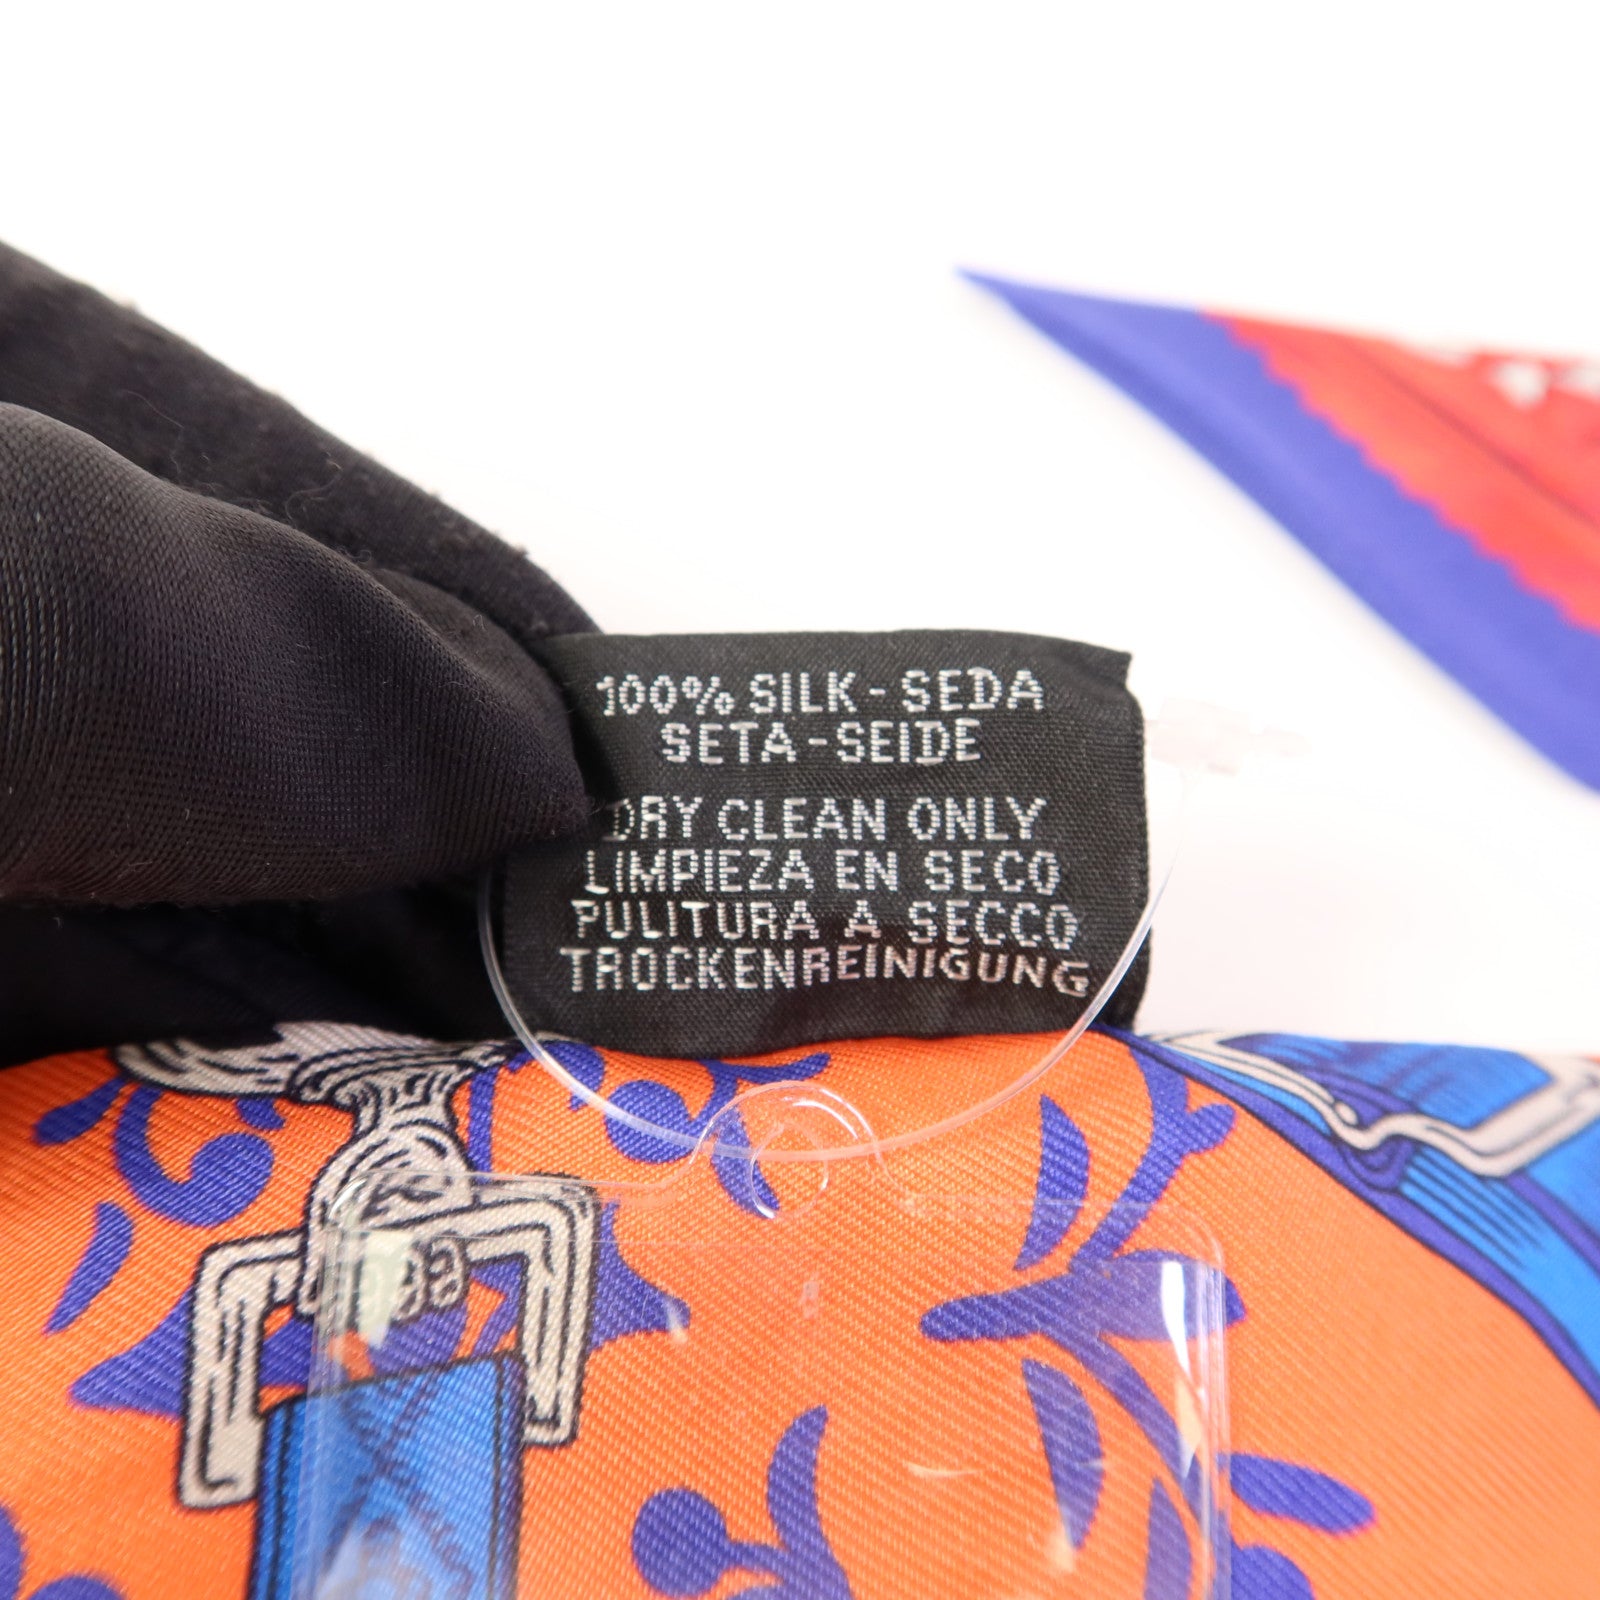 100% SILK - SEDA
SETA - SEIDE
DRY CLEAN ONLY
LIMPIEZA EN SECO
PULITURA A SECCO
TROCKENREINIGUNG